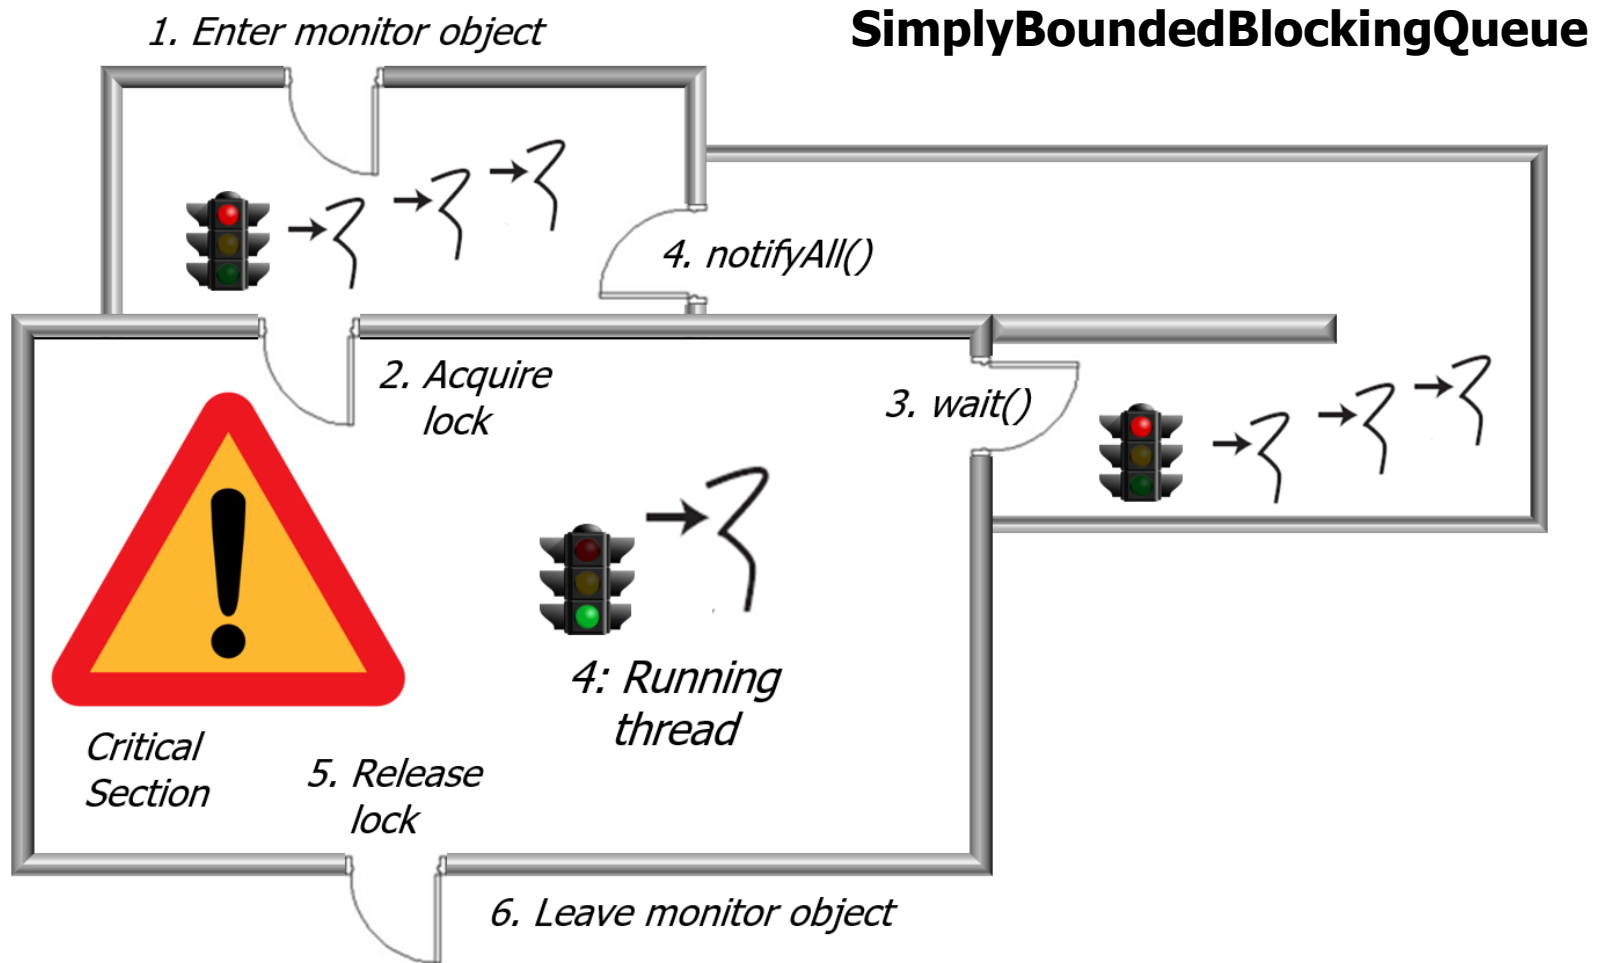 1. Enter monitor object
SimplyBoundedBlockingQueue
4. notifyAll()
2. Acquire
lock
3. wait()
4: Running
thread
Critical
Section
5. Release
lock
6. Leave monitor object